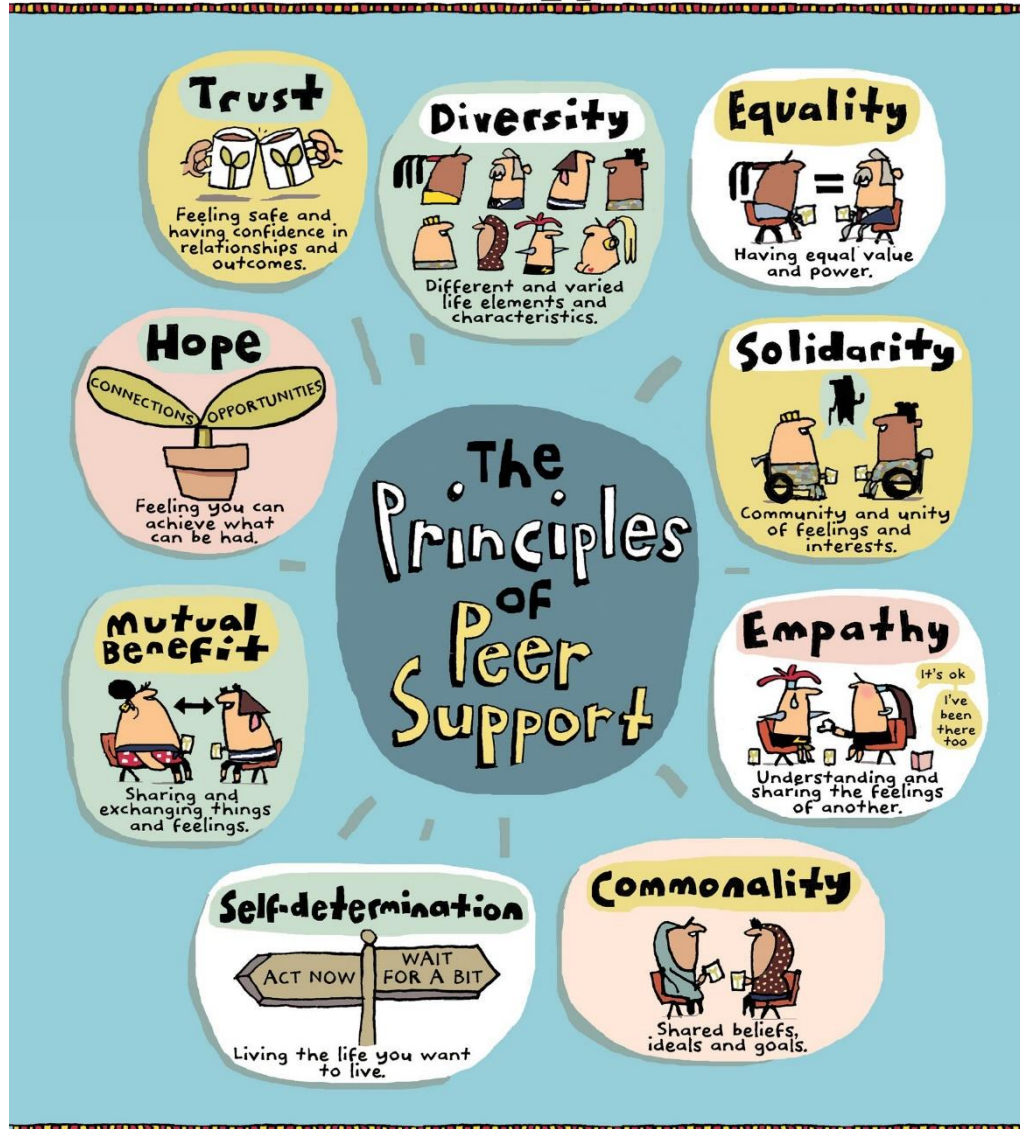 The
Principles
of
Peer
Support
Trust
Feeling safe and
having confidence in
relationships and
outcomes.
Diversity
Different and varied
life elements and
characteristics.
Equality
=
Having equal value
and power.
Solidarity
Community and unity
of feelings and
interests.
Empathy
It's ok
I've
been
there
too
Understanding and
sharing the feelings
of another.
Commonality
Shared beliefs,
ideals and goals.
Self-determination
ACT NOW
WAIT
FOR A BIT
Living the life you want
to live.
Mutual
Benefit
Sharing and
exchanging things
and feelings.
Hope
CONNECTIONS
OPPORTUNITIES
Feeling you can
achieve what
can be had.